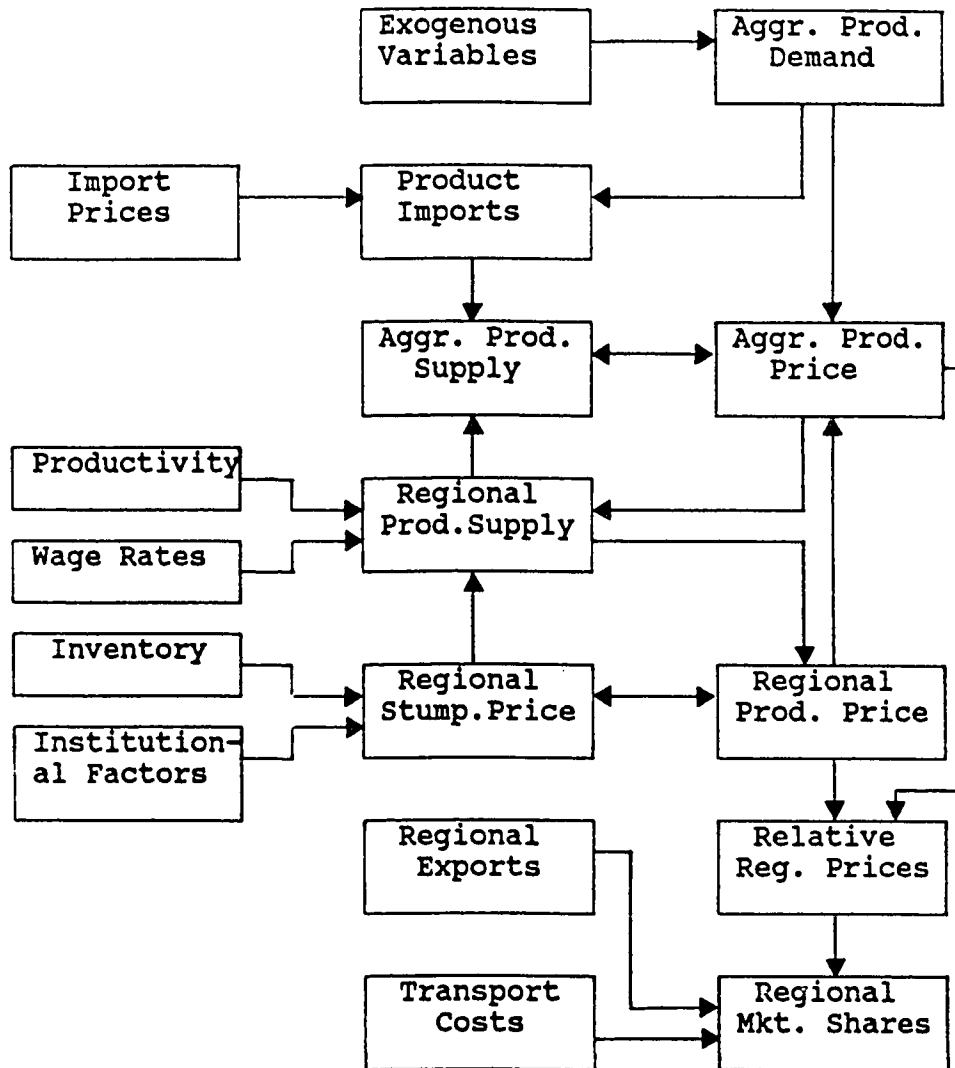 Exogenous
Variables
Aggr. Prod.
Demand
Import
Prices
Product
Imports
Aggr. Prod.
Supply
Aggr. Prod.
Price
Productivity
Regional
Prod.Supply
Wage Rates
Inventory
Regional
Stump.Price
Regional
Prod. Price
Institution-
al Factors
Regional
Exports
Relative
Reg. Prices
Transport
Costs
Regional
Mkt. Shares